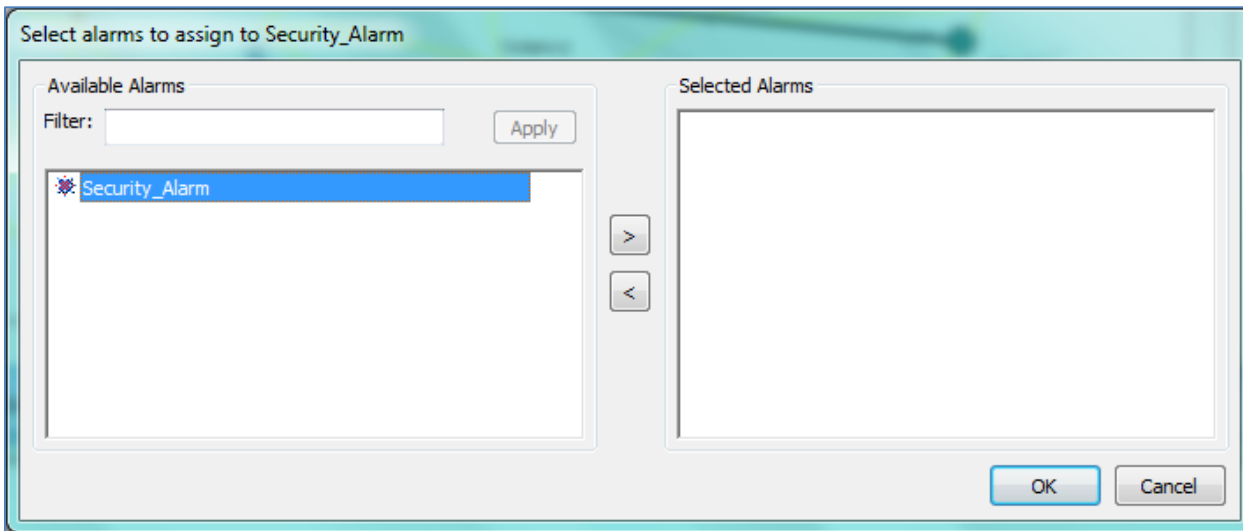 Select alarms to assign to Security_Alarm
Available Alarms
Filter:
Apply
Security_Alarm
>
<
Selected Alarms
OK
Cancel